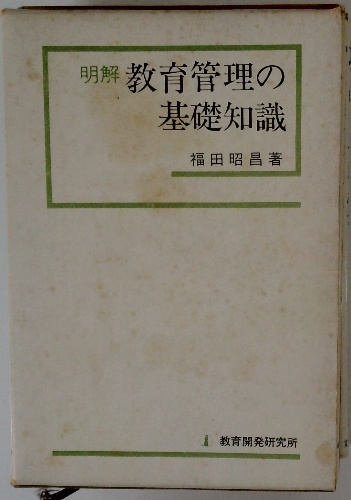 明解 教育管理の
基礎知識
福田昭昌著
教育開発研究所